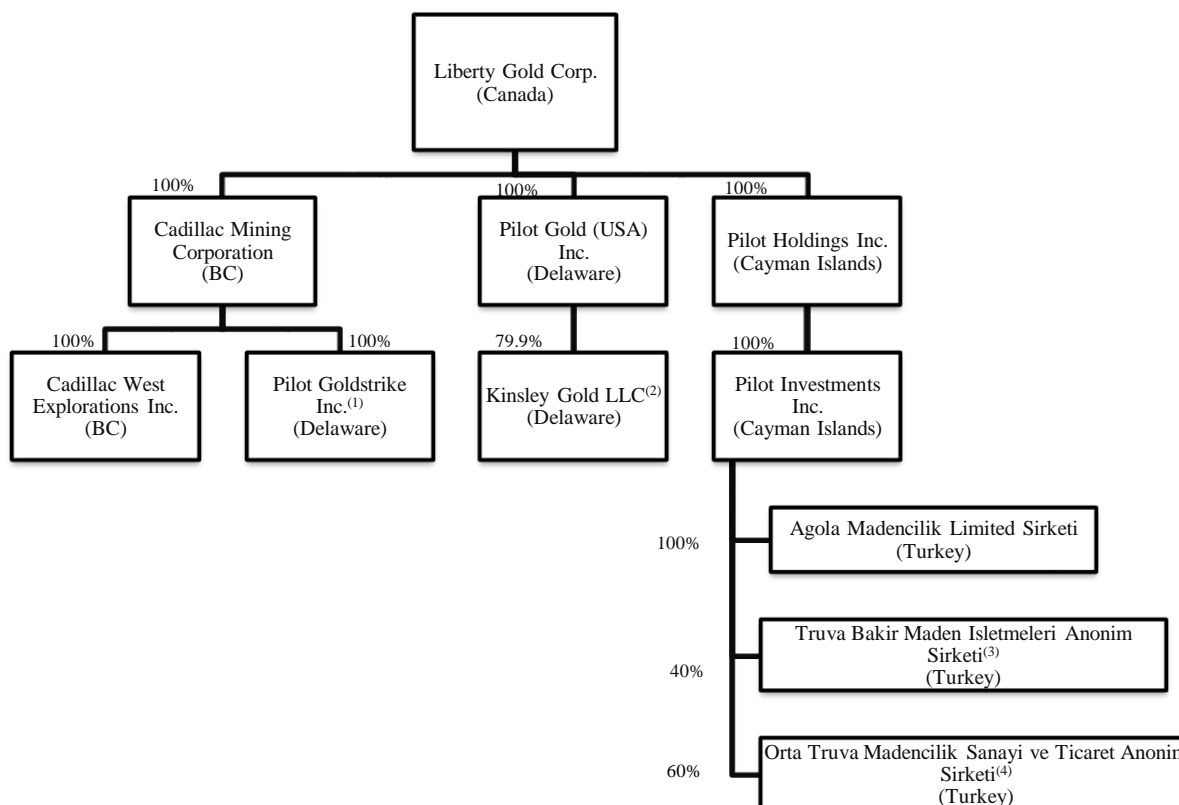 Liberty Gold Corp.
(Canada)
100%
100%
100%
Cadillac Mining
Corporation
(BC)
Pilot Gold (USA)
Inc.
(Delaware)
Pilot Holdings Inc.
(Cayman Islands)
100%
100%
79.9%
100%
Cadillac West
Explorations Inc.
(BC)
Pilot Goldstrike
Inc.(1)
(Delaware)
Kinsley Gold LLC(2)
(Delaware)
Pilot Investments
Inc.
(Cayman Islands)
100%
Agola Madencilik Limited Sirketi
(Turkey)
40%
Truva Bakir Maden Isletmeleri Anonim
Sirketi(3)
(Turkey)
60%
Orta Truva Madencilik Sanayi ve Ticaret Anonim
Sirketi(4)
(Turkey)